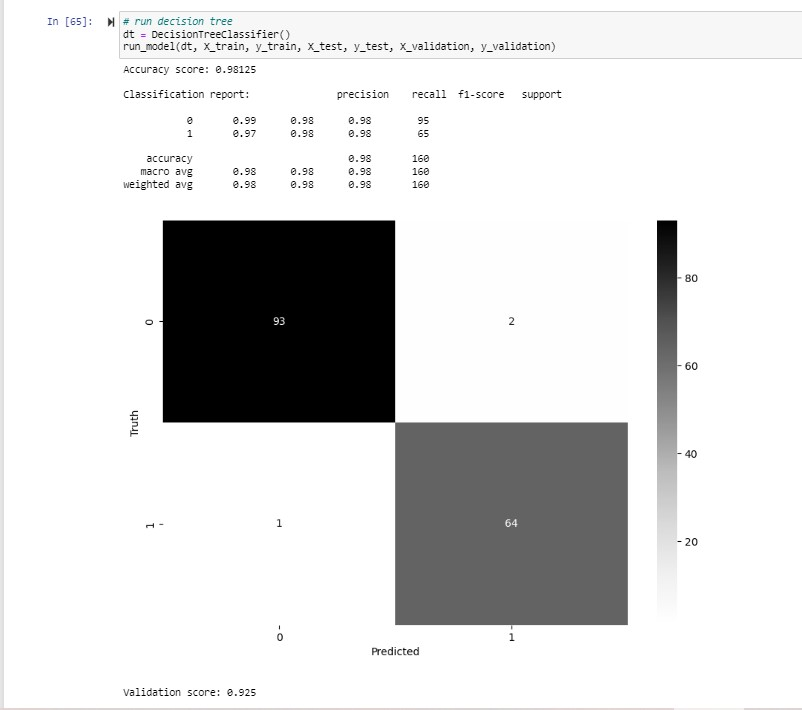 In [65]:
# run decision tree
dt = DecisionTreeClassifier()
run_model(dt, X_train, y_train, X_test, y_test, X_validation, y_validation)
Accuracy score: 0.98125
Classification report: precision recall f1-score support
0 0.99 0.98 0.98 95
1 0.97 0.98 0.98 65
accuracy 0.98 160
macro avg 0.98 0.98 0.98 160
weighted avg 0.98 0.98 0.98 160
0
93
2
80
60
Truth
40
1
1
64
20
0
1
Predicted
Validation score: 0.925